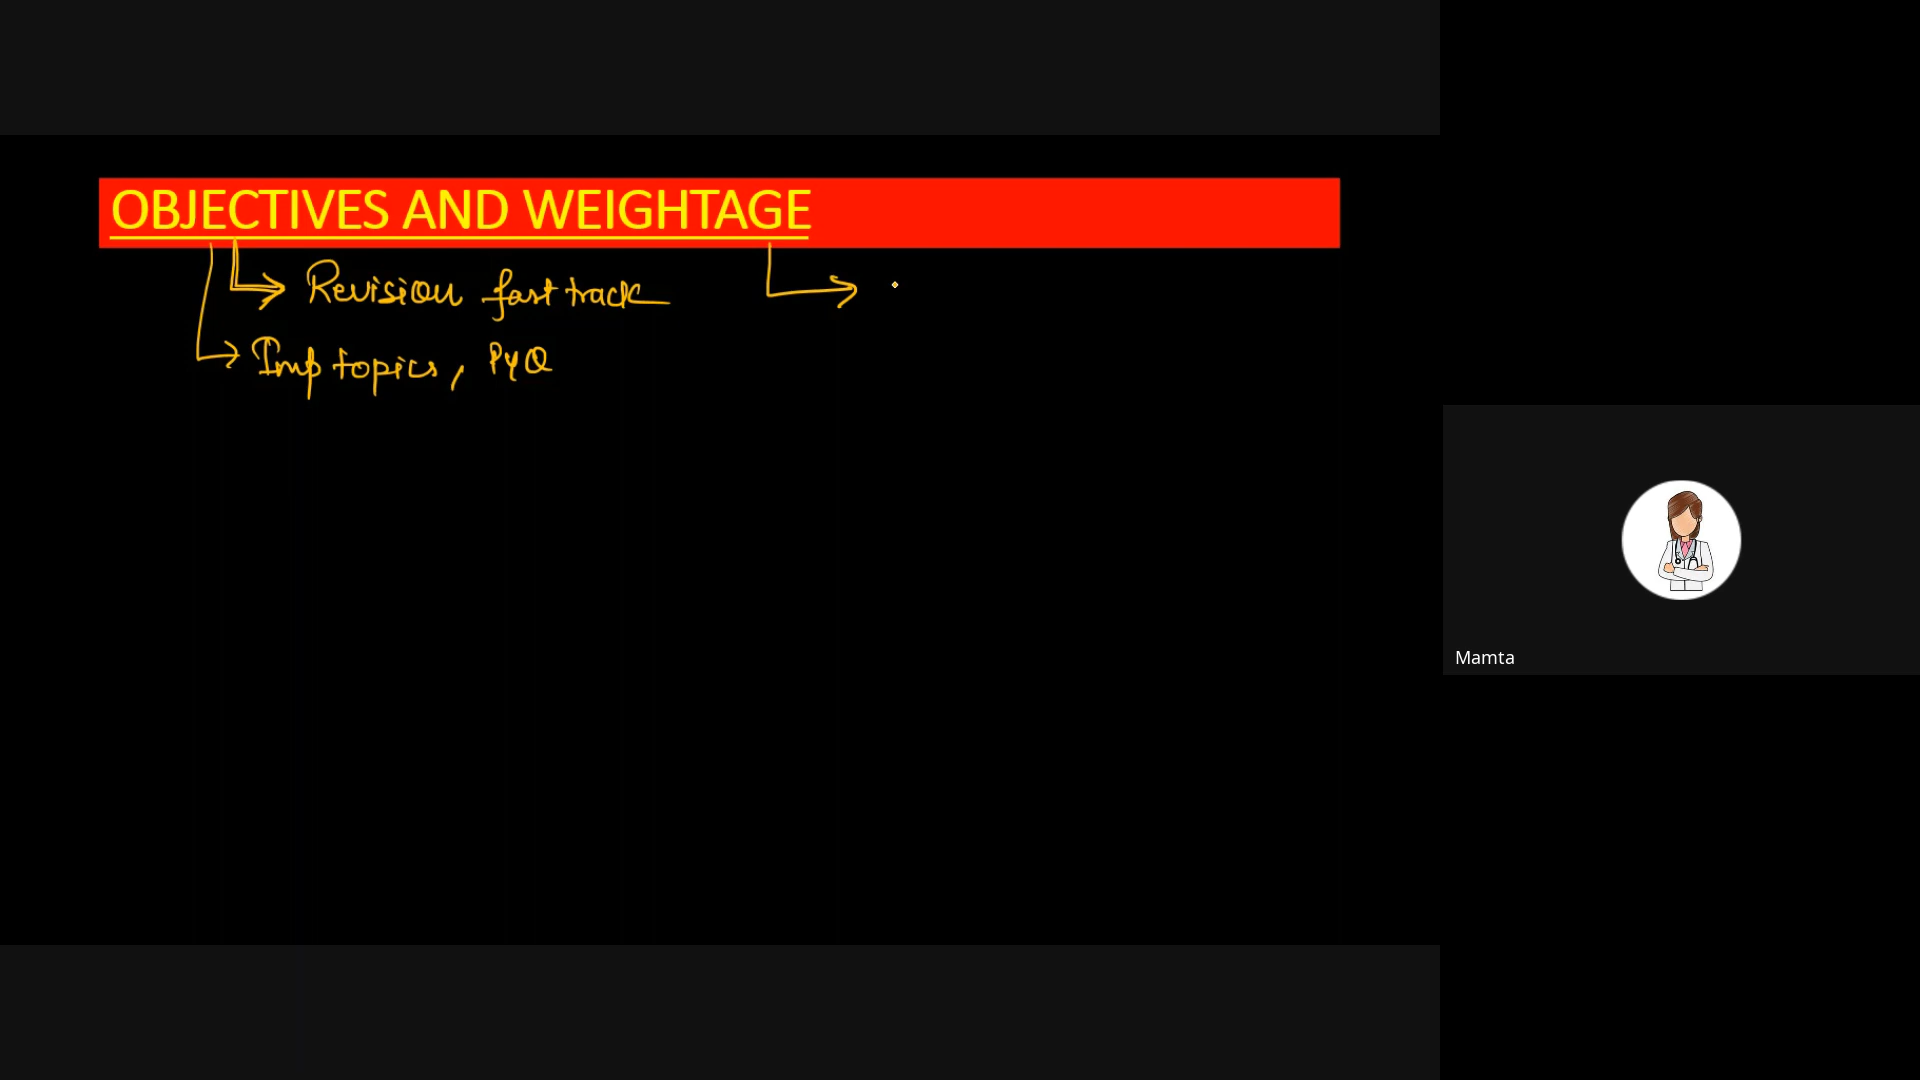 OBJECTIVES AND WEIGHTAGE
Revision fast track
Imp topics, PYQ
Mamta